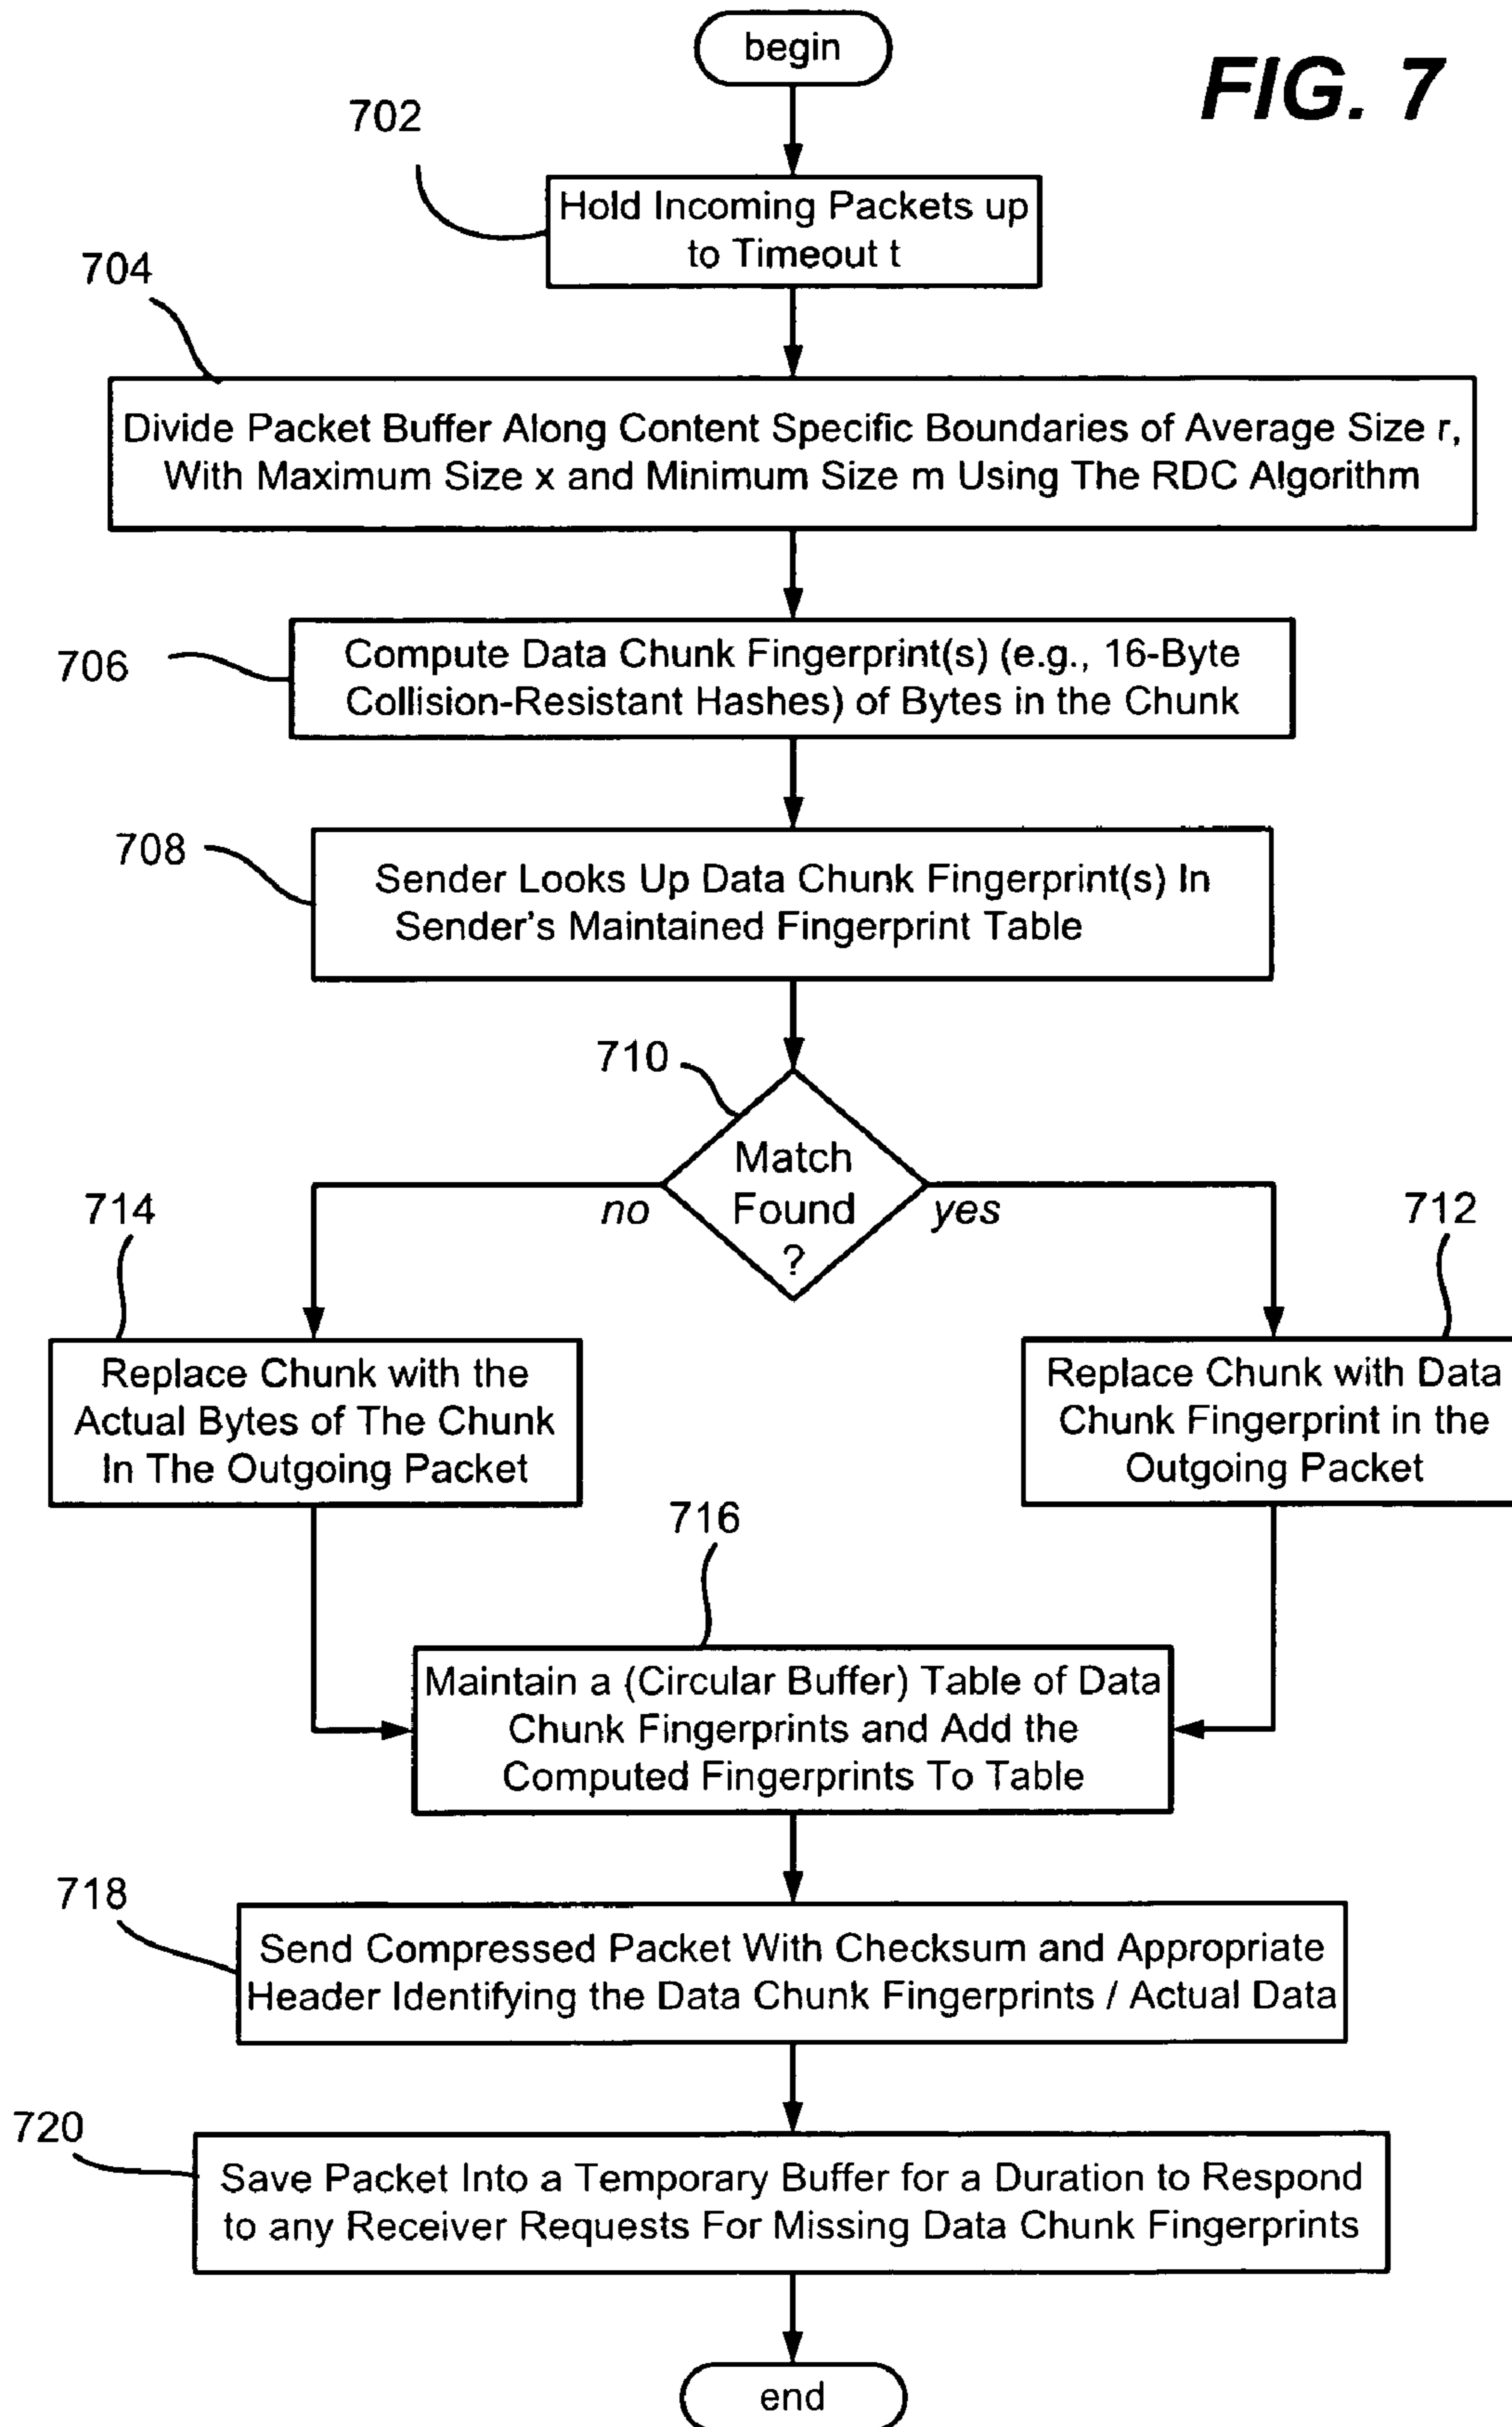 begin
FIG. 7
702
Hold Incoming Packets up
to Timeout t
704
Divide Packet Buffer Along Content Specific Boundaries of Average Size r,
With Maximum Size x and Minimum Size m Using The RDC Algorithm
706
Compute Data Chunk Fingerprint(s) (e.g., 16-Byte
Collision-Resistant Hashes) of Bytes in the Chunk
708
Sender Looks Up Data Chunk Fingerprint(s) In
Sender's Maintained Fingerprint Table
710
Match
Found
?
no
yes
714
Replace Chunk with the
Actual Bytes of The Chunk
In The Outgoing Packet
712
Replace Chunk with Data
Chunk Fingerprint in the
Outgoing Packet
716
Maintain a (Circular Buffer) Table of Data
Chunk Fingerprints and Add the
Computed Fingerprints To Table
718
Send Compressed Packet With Checksum and Appropriate
Header Identifying the Data Chunk Fingerprints / Actual Data
720
Save Packet Into a Temporary Buffer for a Duration to Respond
to any Receiver Requests For Missing Data Chunk Fingerprints
end